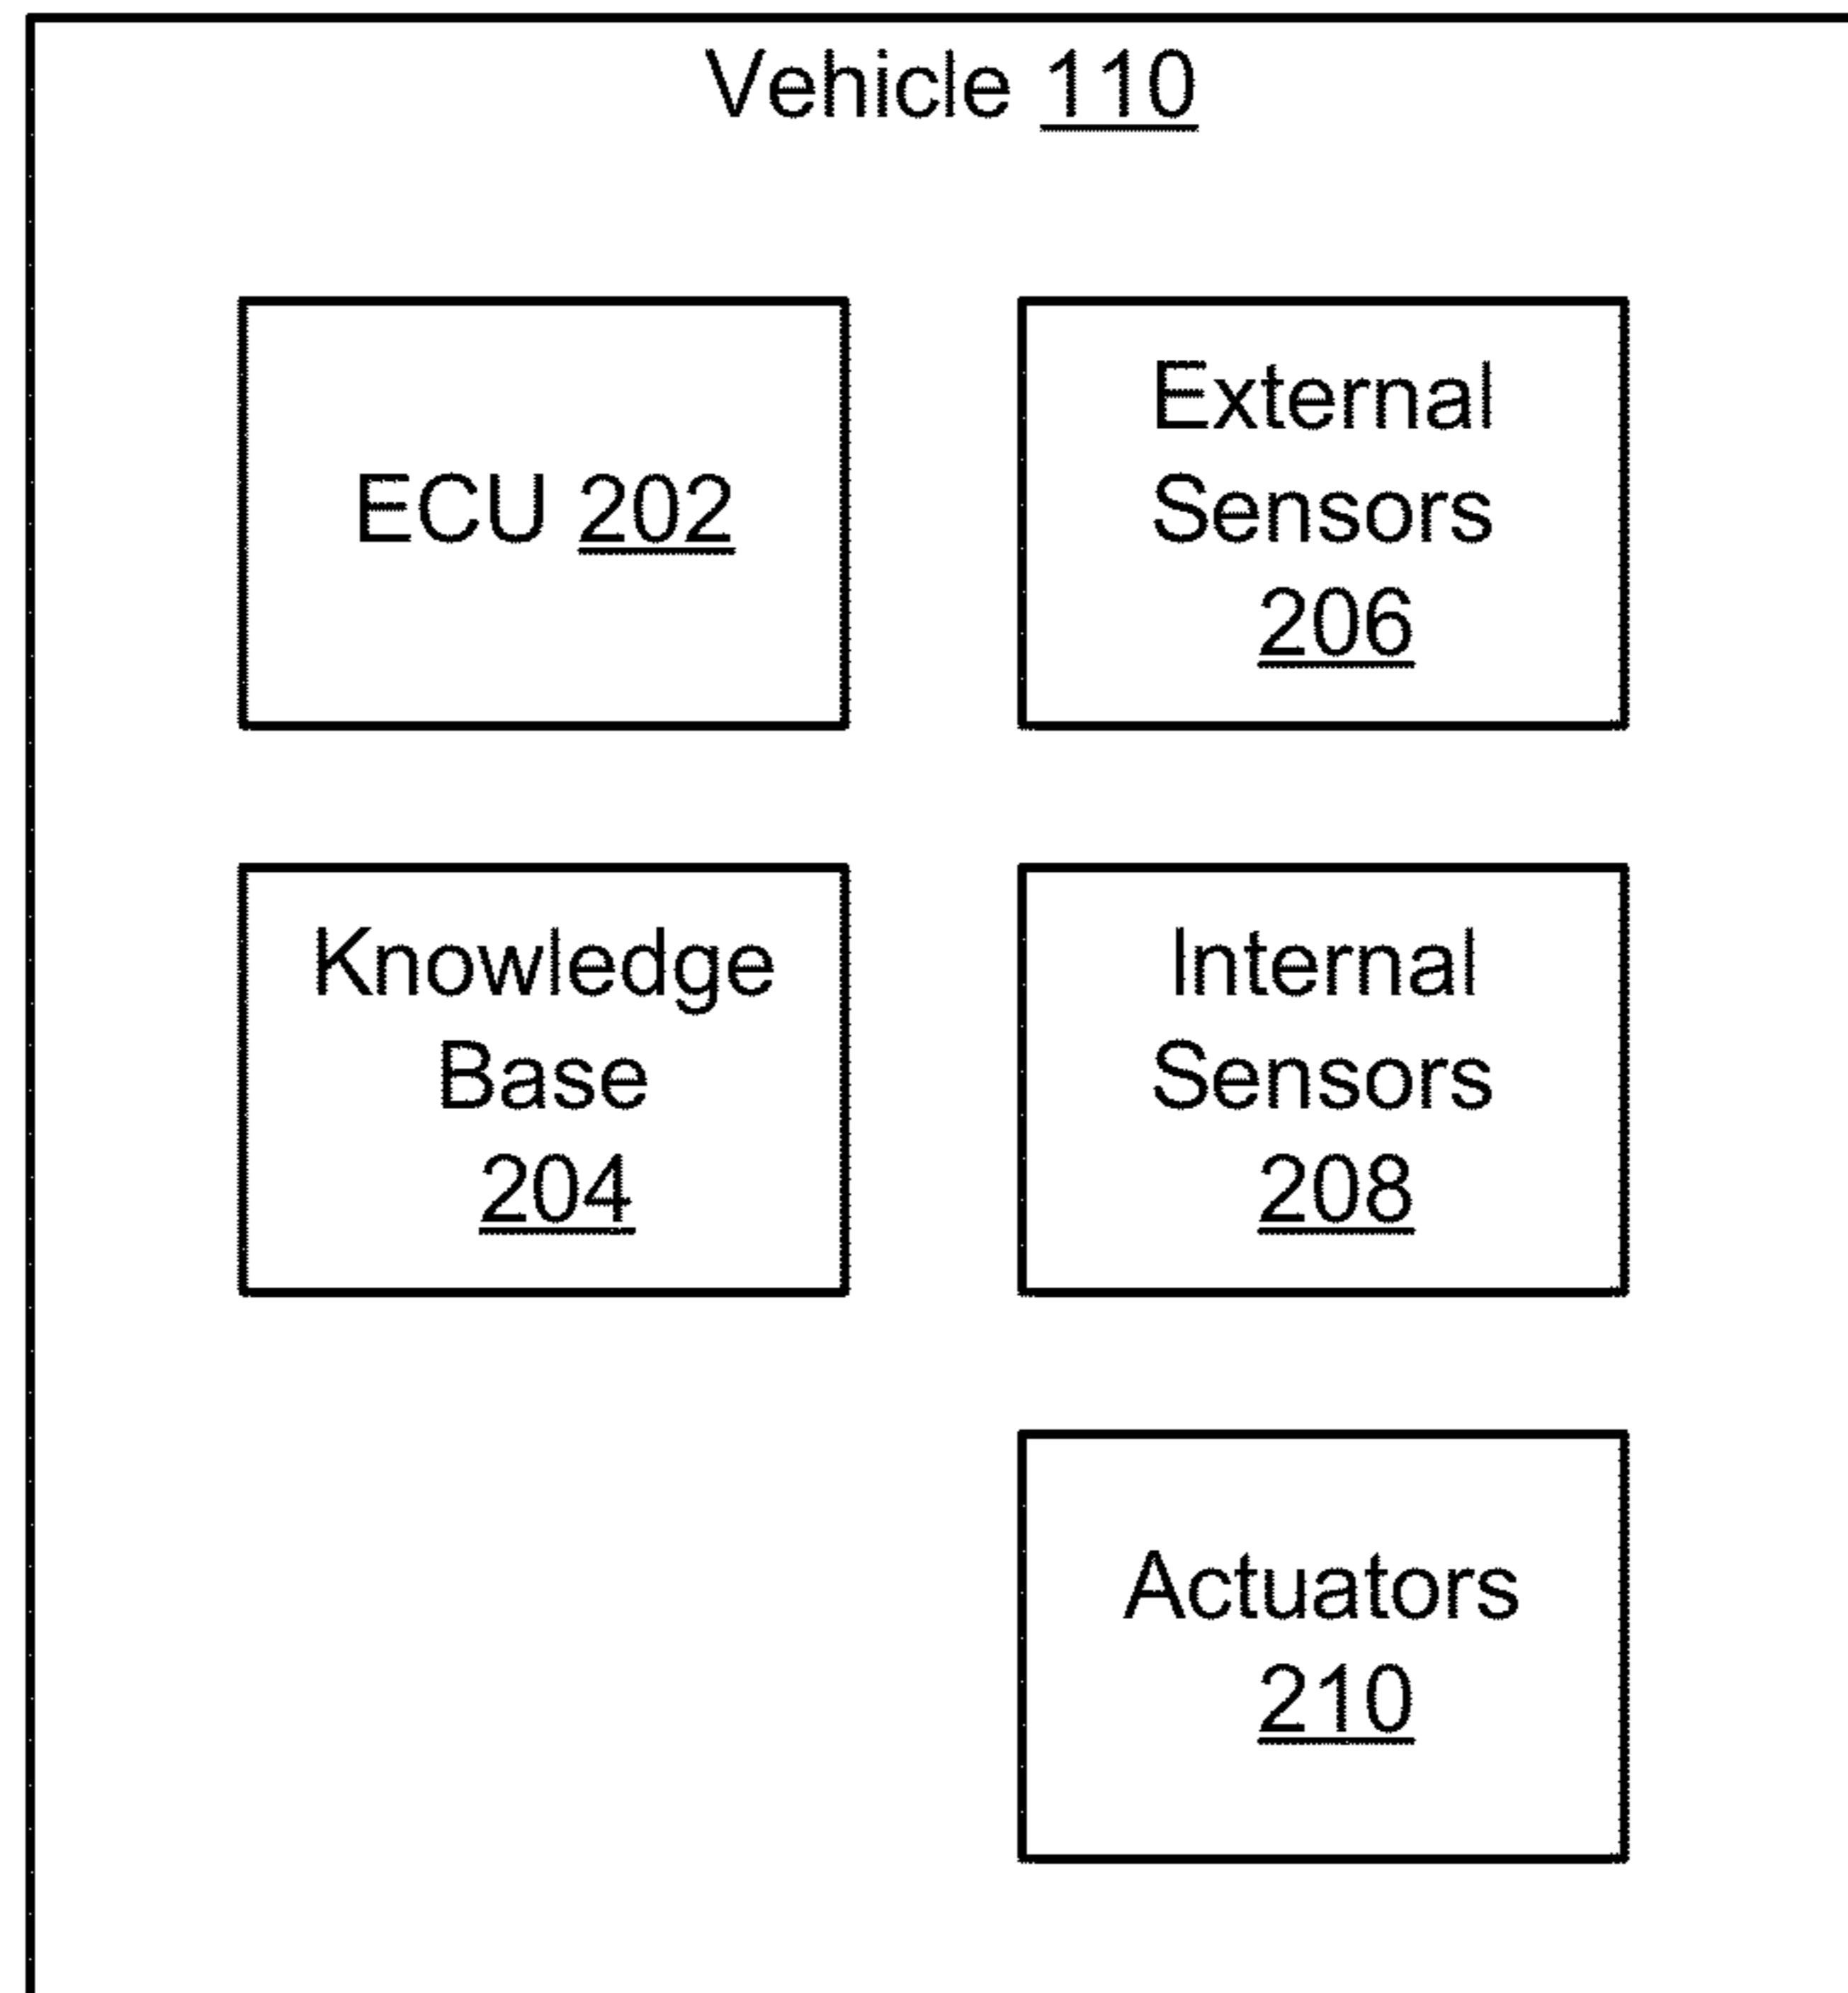 Vehicle 110
ECU 202
External
Sensors
206
Knowledge
Base
204
Internal
Sensors
208
Actuators
210